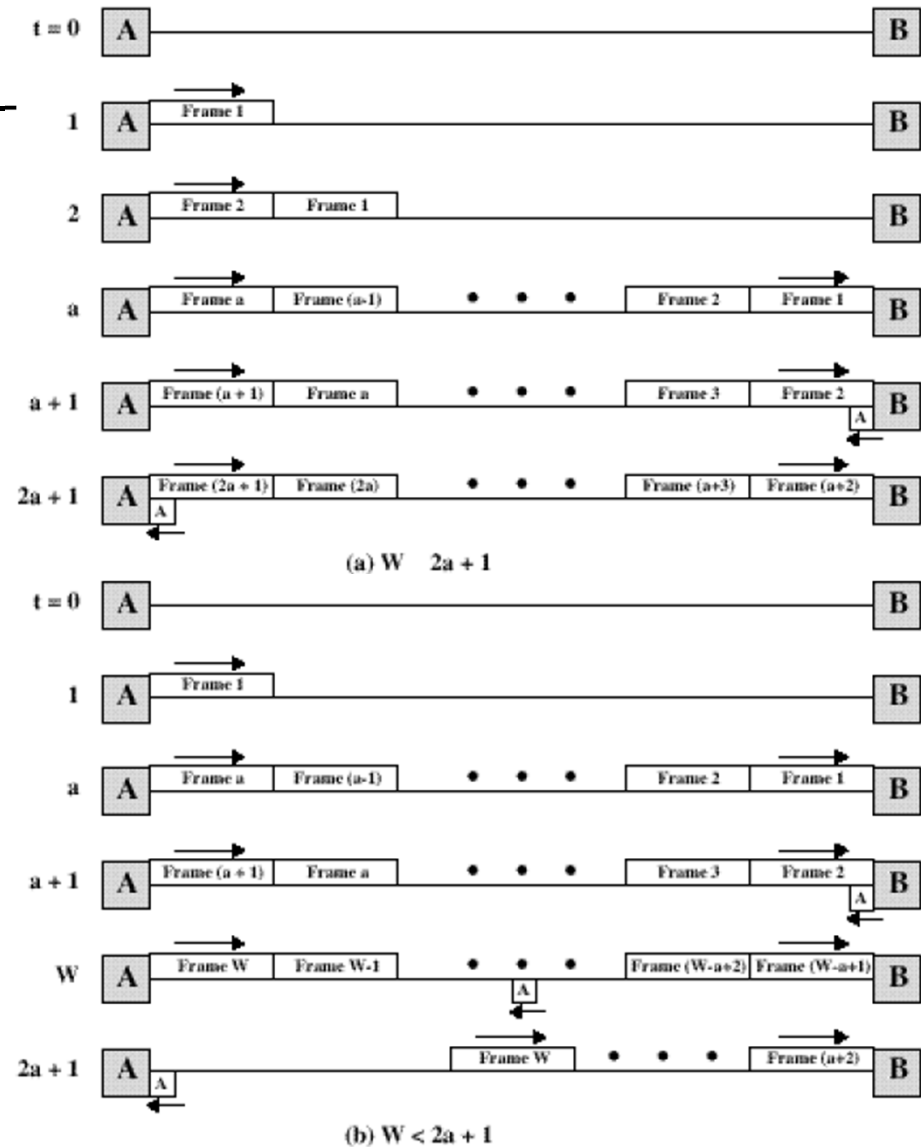 t = 0 A B
1 A Frame 1 B
2 A Frame 2 Frame 1 B
a A Frame a Frame (a-1) • • • Frame 2 Frame 1 B
a + 1 A Frame (a + 1) Frame a • • • Frame 3 Frame 2 B
A
2a + 1 A Frame (2a + 1) Frame (2a) • • • Frame (a+3) Frame (a+2) B
A
(a) W 2a + 1
t = 0 A B
1 A Frame 1 B
a A Frame a Frame (a-1) • • • Frame 2 Frame 1 B
a + 1 A Frame (a + 1) Frame a • • • Frame 3 Frame 2 B
A
W A Frame W Frame W-1 • • • Frame (W-a+2) Frame (W-a+1) B
A
2a + 1 A Frame W • • • Frame (a+2) B
A
(b) W < 2a + 1